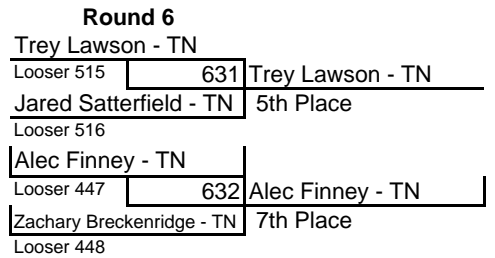 Round 6
Trey Lawson - TN
Looser 515
631 Trey Lawson - TN
Jared Satterfield - TN 5th Place
Looser 516
Alec Finney - TN
Looser 447
632 Alec Finney - TN
Zachary Breckenridge - TN 7th Place
Looser 448